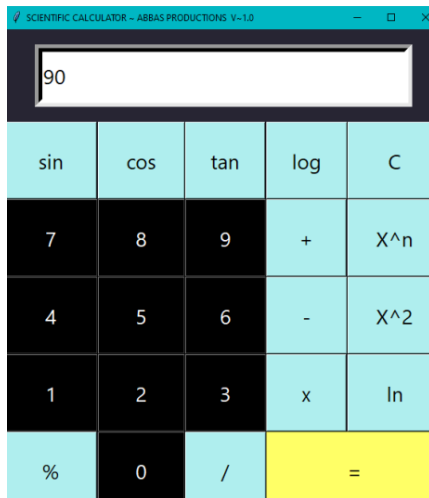 SCIENTIFIC CALCULATOR ~ ABBAS PRODUCTIONS V~1.0
90
sin cos tan log C
7 8 9 + X^n
4 5 6 - X^2
1 2 3 x ln
% 0 / =